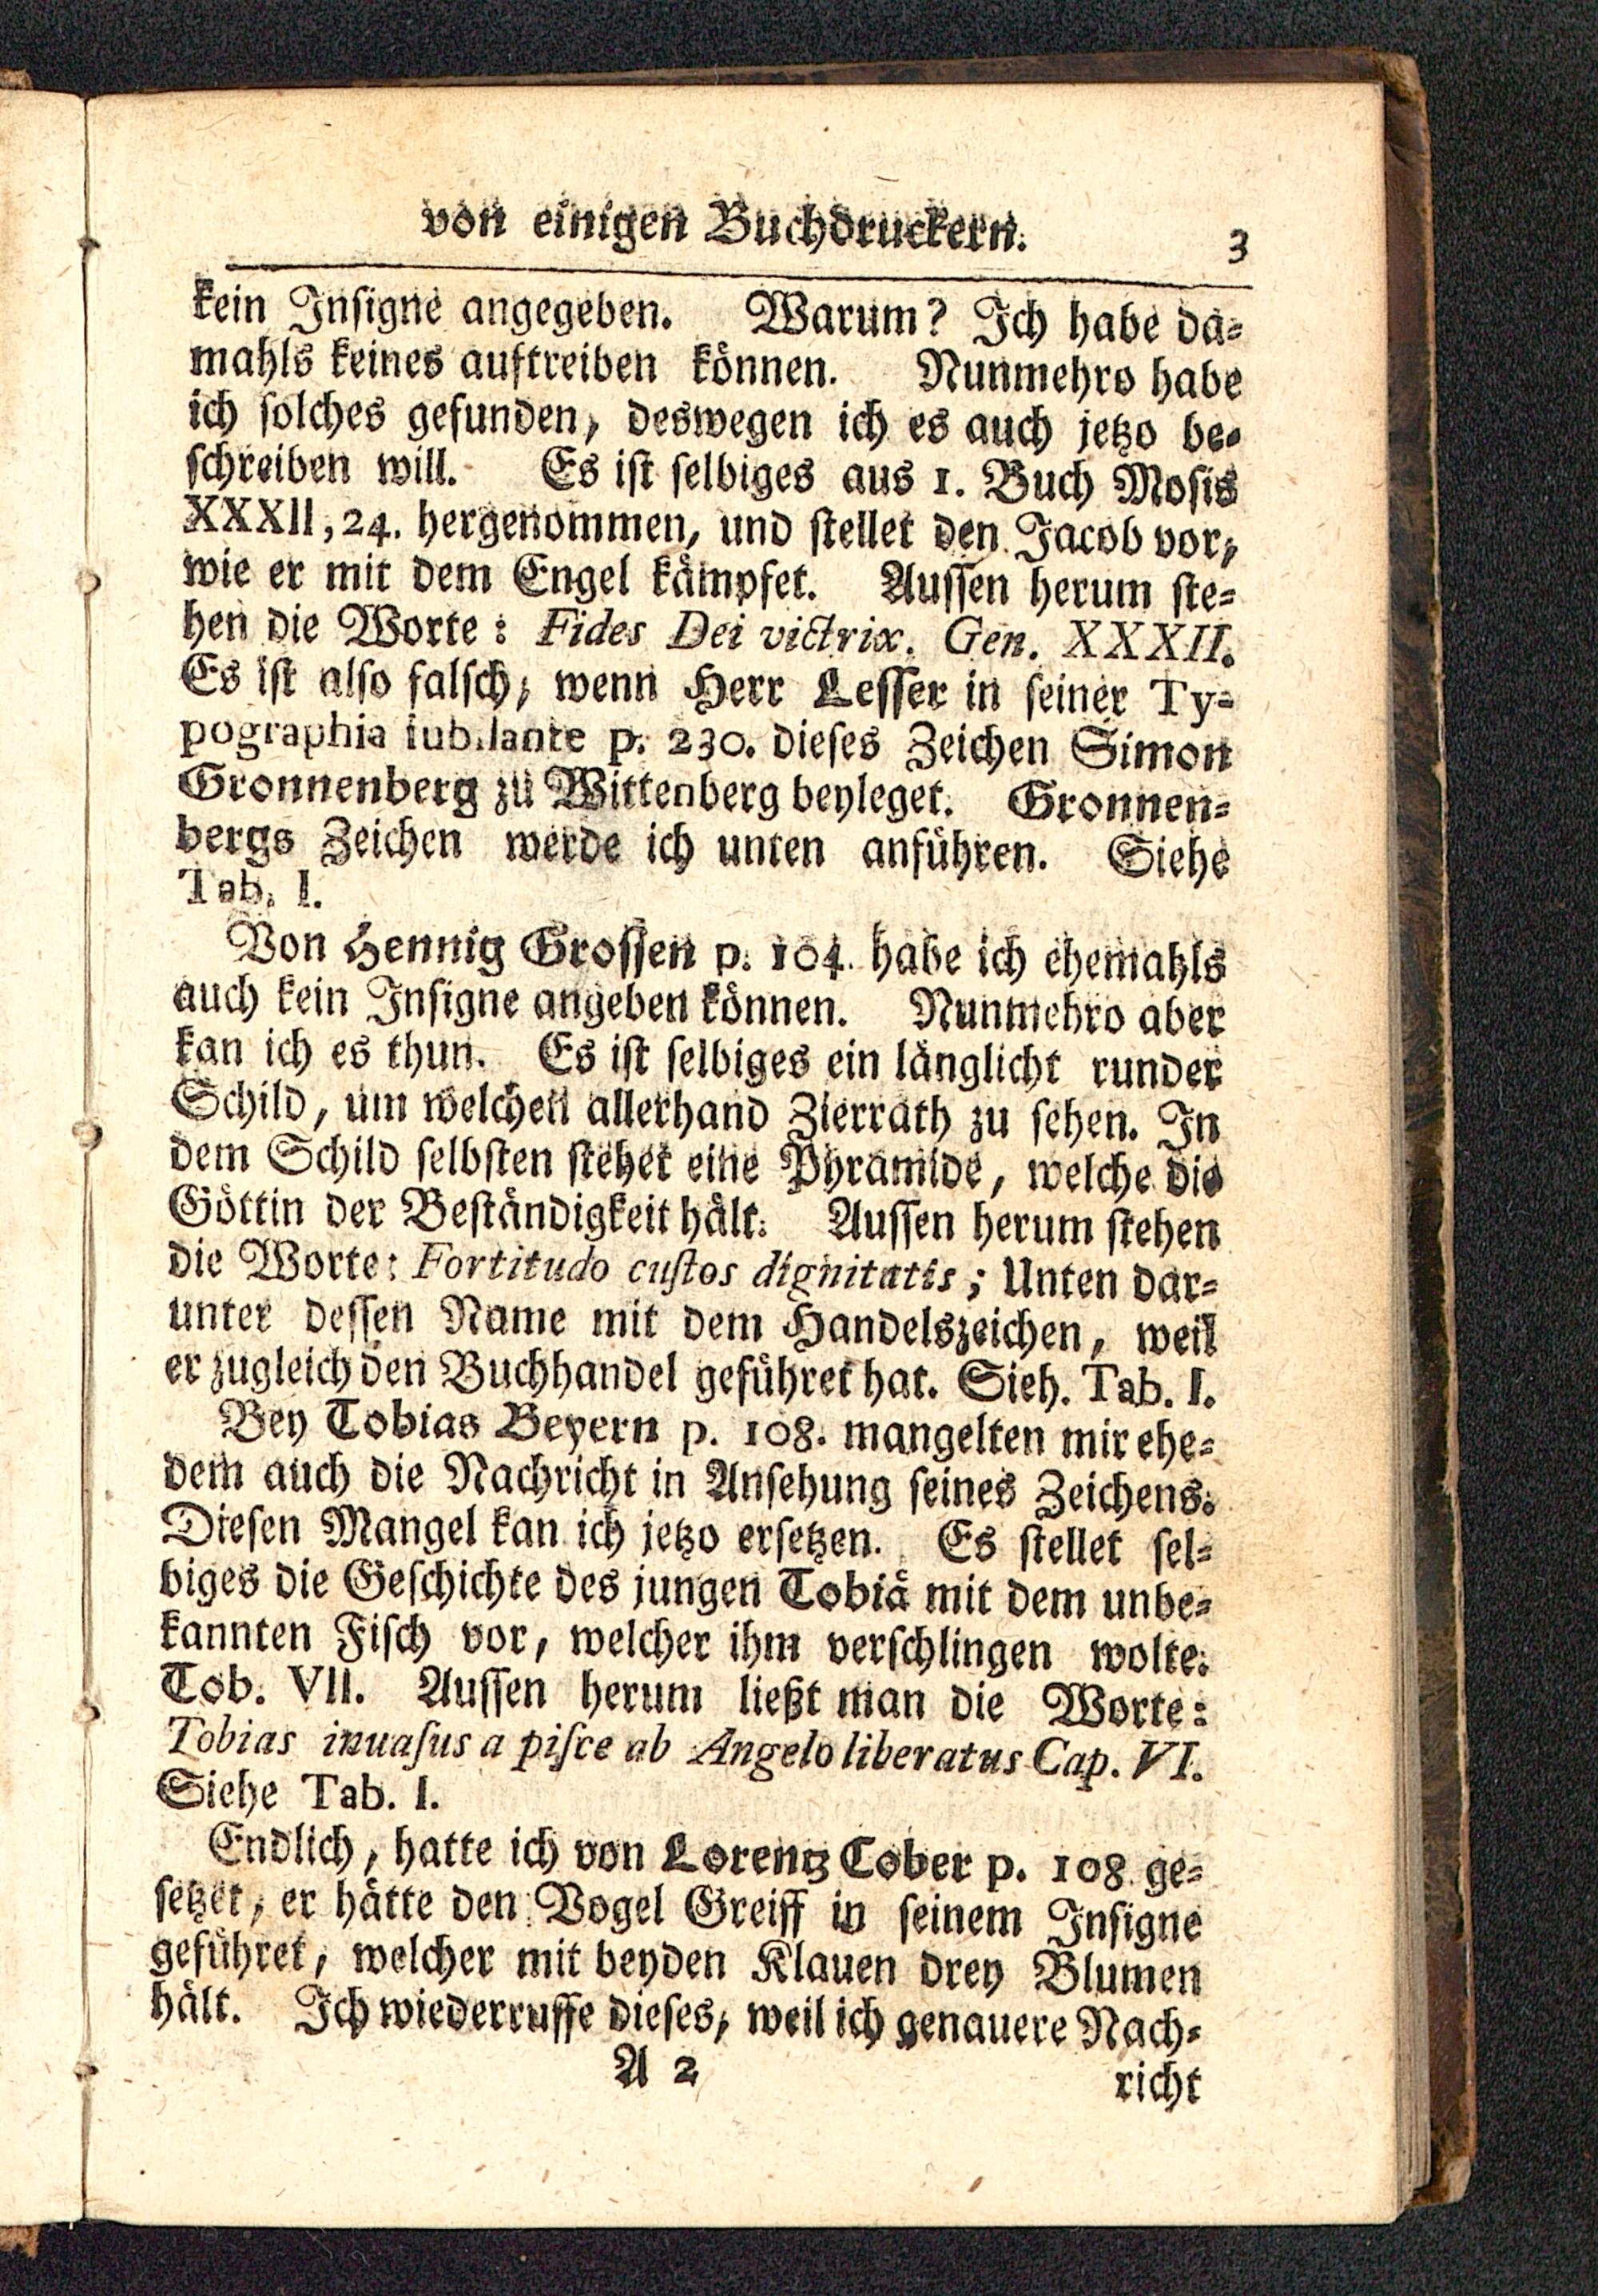 von einigen Buchdruckern. 3
kein Insigne angegeben. Warum? Ich habe da=
mahls keines auftreiben können. Nunmehro habe
ich solches gefunden, deswegen ich es auch jetzo be=
schreiben will. Es ist selbiges aus 1. Buch Mosis
XXXII, 24. hergenommen, und stellet den Jacob vor,
wie er mit dem Engel kämpfet. Aussen herum ste=
hen die Worte: Fides Dei victrix. Gen. XXXII.
Es ist also falsch, wenn Herr Lesser in seiner Ty=
pographia iubilante p. 230. dieses Zeichen Simon
Gronnenberg zu Wittenberg beyleget. Gronnen=
bergs Zeichen werde ich unten anführen. Siehe
Tab. I.
Von Hennig Grossen p. 104. habe ich ehemahls
auch kein Insigne angeben können. Nunmehro aber
kan ich es thun. Es ist selbiges ein länglicht runder
Schild, um welchen allerhand Zierrath zu sehen. In
dem Schild selbsten stehet eine Pyramide, welche die
Göttin der Beständigkeit hält. Aussen herum stehen
die Worte: Fortitudo cuſtos dignitatis; Unten dar=
unter dessen Name mit dem Handelszeichen, weil
er zugleich den Buchhandel geführet hat. Sieh. Tab. I.
Bey Tobias Beyern p. 108. mangelten mir ehe=
dem auch die Nachricht in Ansehung seines Zeichens.
Diesen Mangel kan ich jetzo ersetzen. Es stellet sel=
biges die Geschichte des jungen Tobiä mit dem unbe=
kannten Fisch vor, welcher ihm verschlingen wolte.
Tob. VII. Aussen herum ließt man die Worte:
Tobias inuaſus a piſce ab Angelo liberatus Cap. VI.
Siehe Tab. I.
Endlich, hatte ich von Lorentz Cober p. 108. ge=
setzet, er hätte den Vogel Greiff in seinem Insigne
geführet, welcher mit beyden Klauen drey Blumen
hält. Ich wiederruffe dieses, weil ich genauere Nach=
A 2 richt